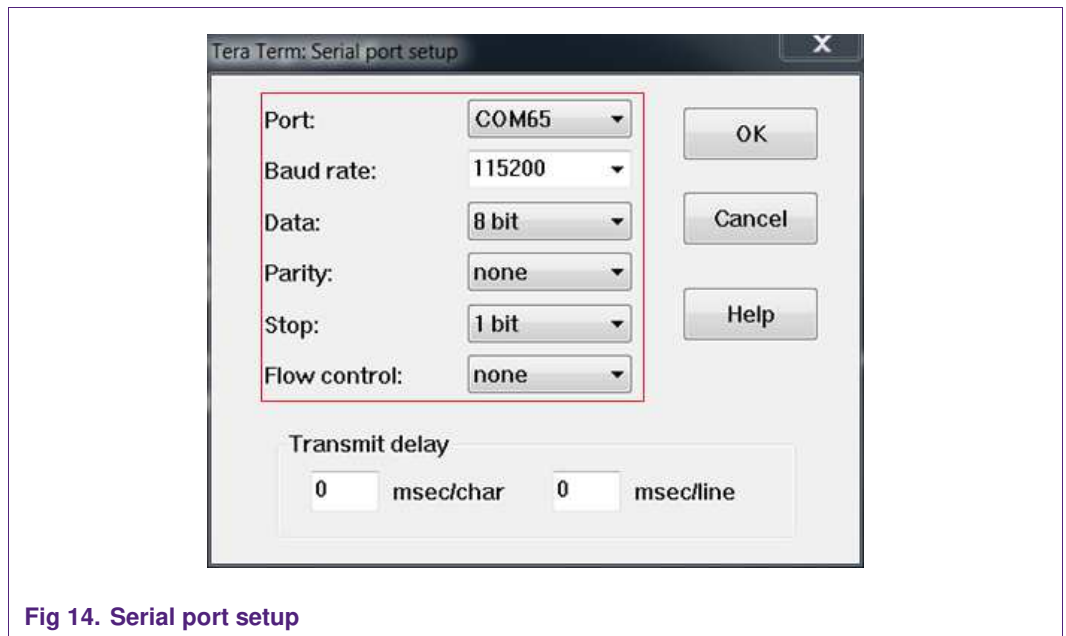 Tera Term: Serial port setup
X
Port: COM65
OK
Baud rate: 115200
Data: 8 bit
Cancel
Parity: none
Stop: 1 bit
Help
Flow control: none
Transmit delay
0 msec/char 0 msec/line
Fig 14. Serial port setup